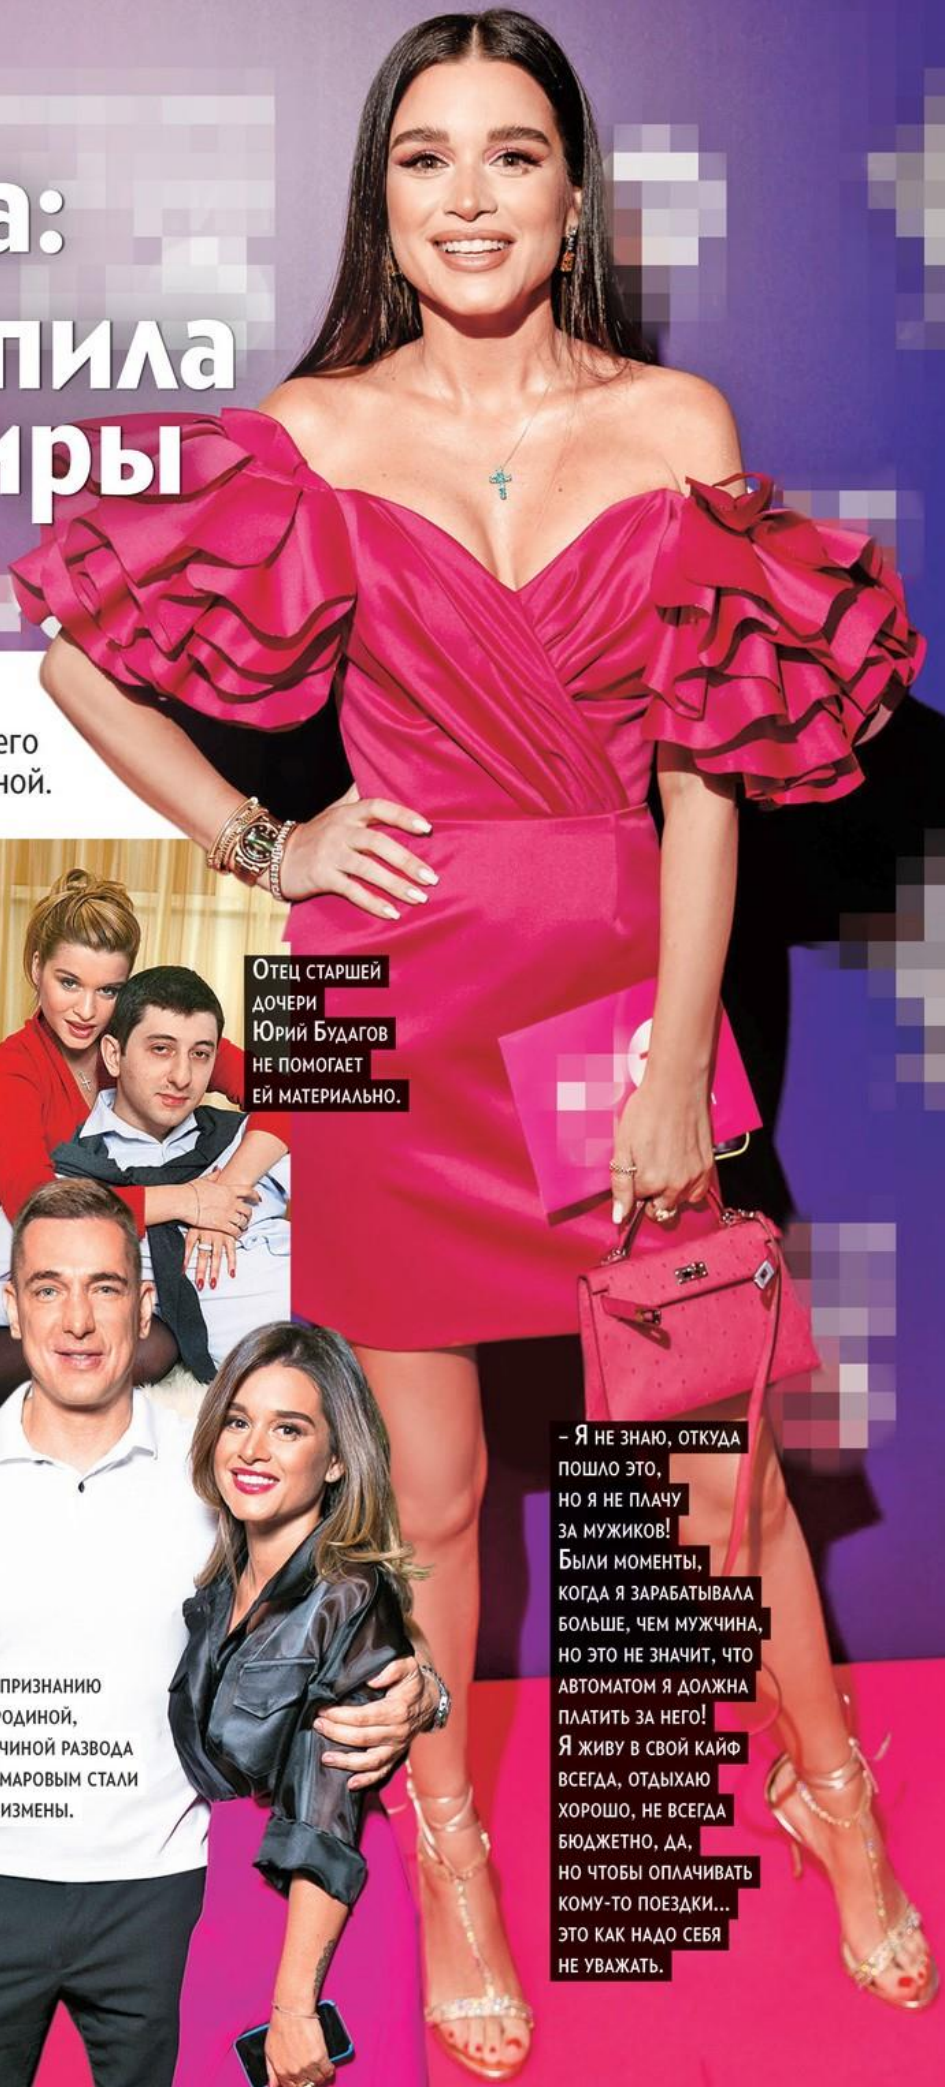 а:
пила
иры
его
ной.
Отец старшей
дочери
Юрий Будагов
не помогает
ей материально.
признанию
одиной,
чиной развода
маровым стали
измены.
– Я не знаю, откуда
пошло это,
но я не плачу
за мужиков!
Были моменты,
когда я зарабатывала
больше, чем мужчина,
но это не значит, что
автоматом я должна
платить за него!
Я живу в свой кайф
всегда, отдыхаю
хорошо, не всегда
бюджетно, да,
но чтобы оплачивать
кому-то поездки...
это как надо себя
не уважать.